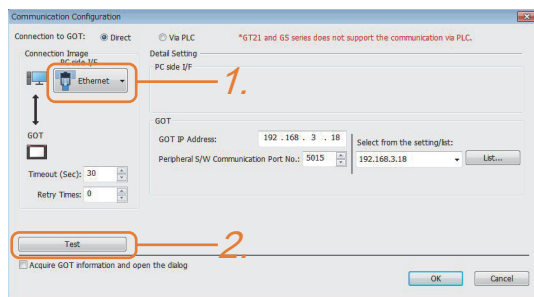 Communication Configuration
Connection to GOT: Direct Via PLC *GT21 and GS series does not support the communication via PLC.
Connection Image
PC side I/F
Ethernet
1.
GOT
Timeout (Sec): 30
Retry Times: 0
Detail Setting
PC side I/F
GOT
GOT IP Address: 192 . 168 . 3 . 18
Peripheral S/W Communication Port No.: 5015
Select from the setting/list:
192.168.3.18 List...
Test
2.
Acquire GOT information and open the dialog
OK Cancel